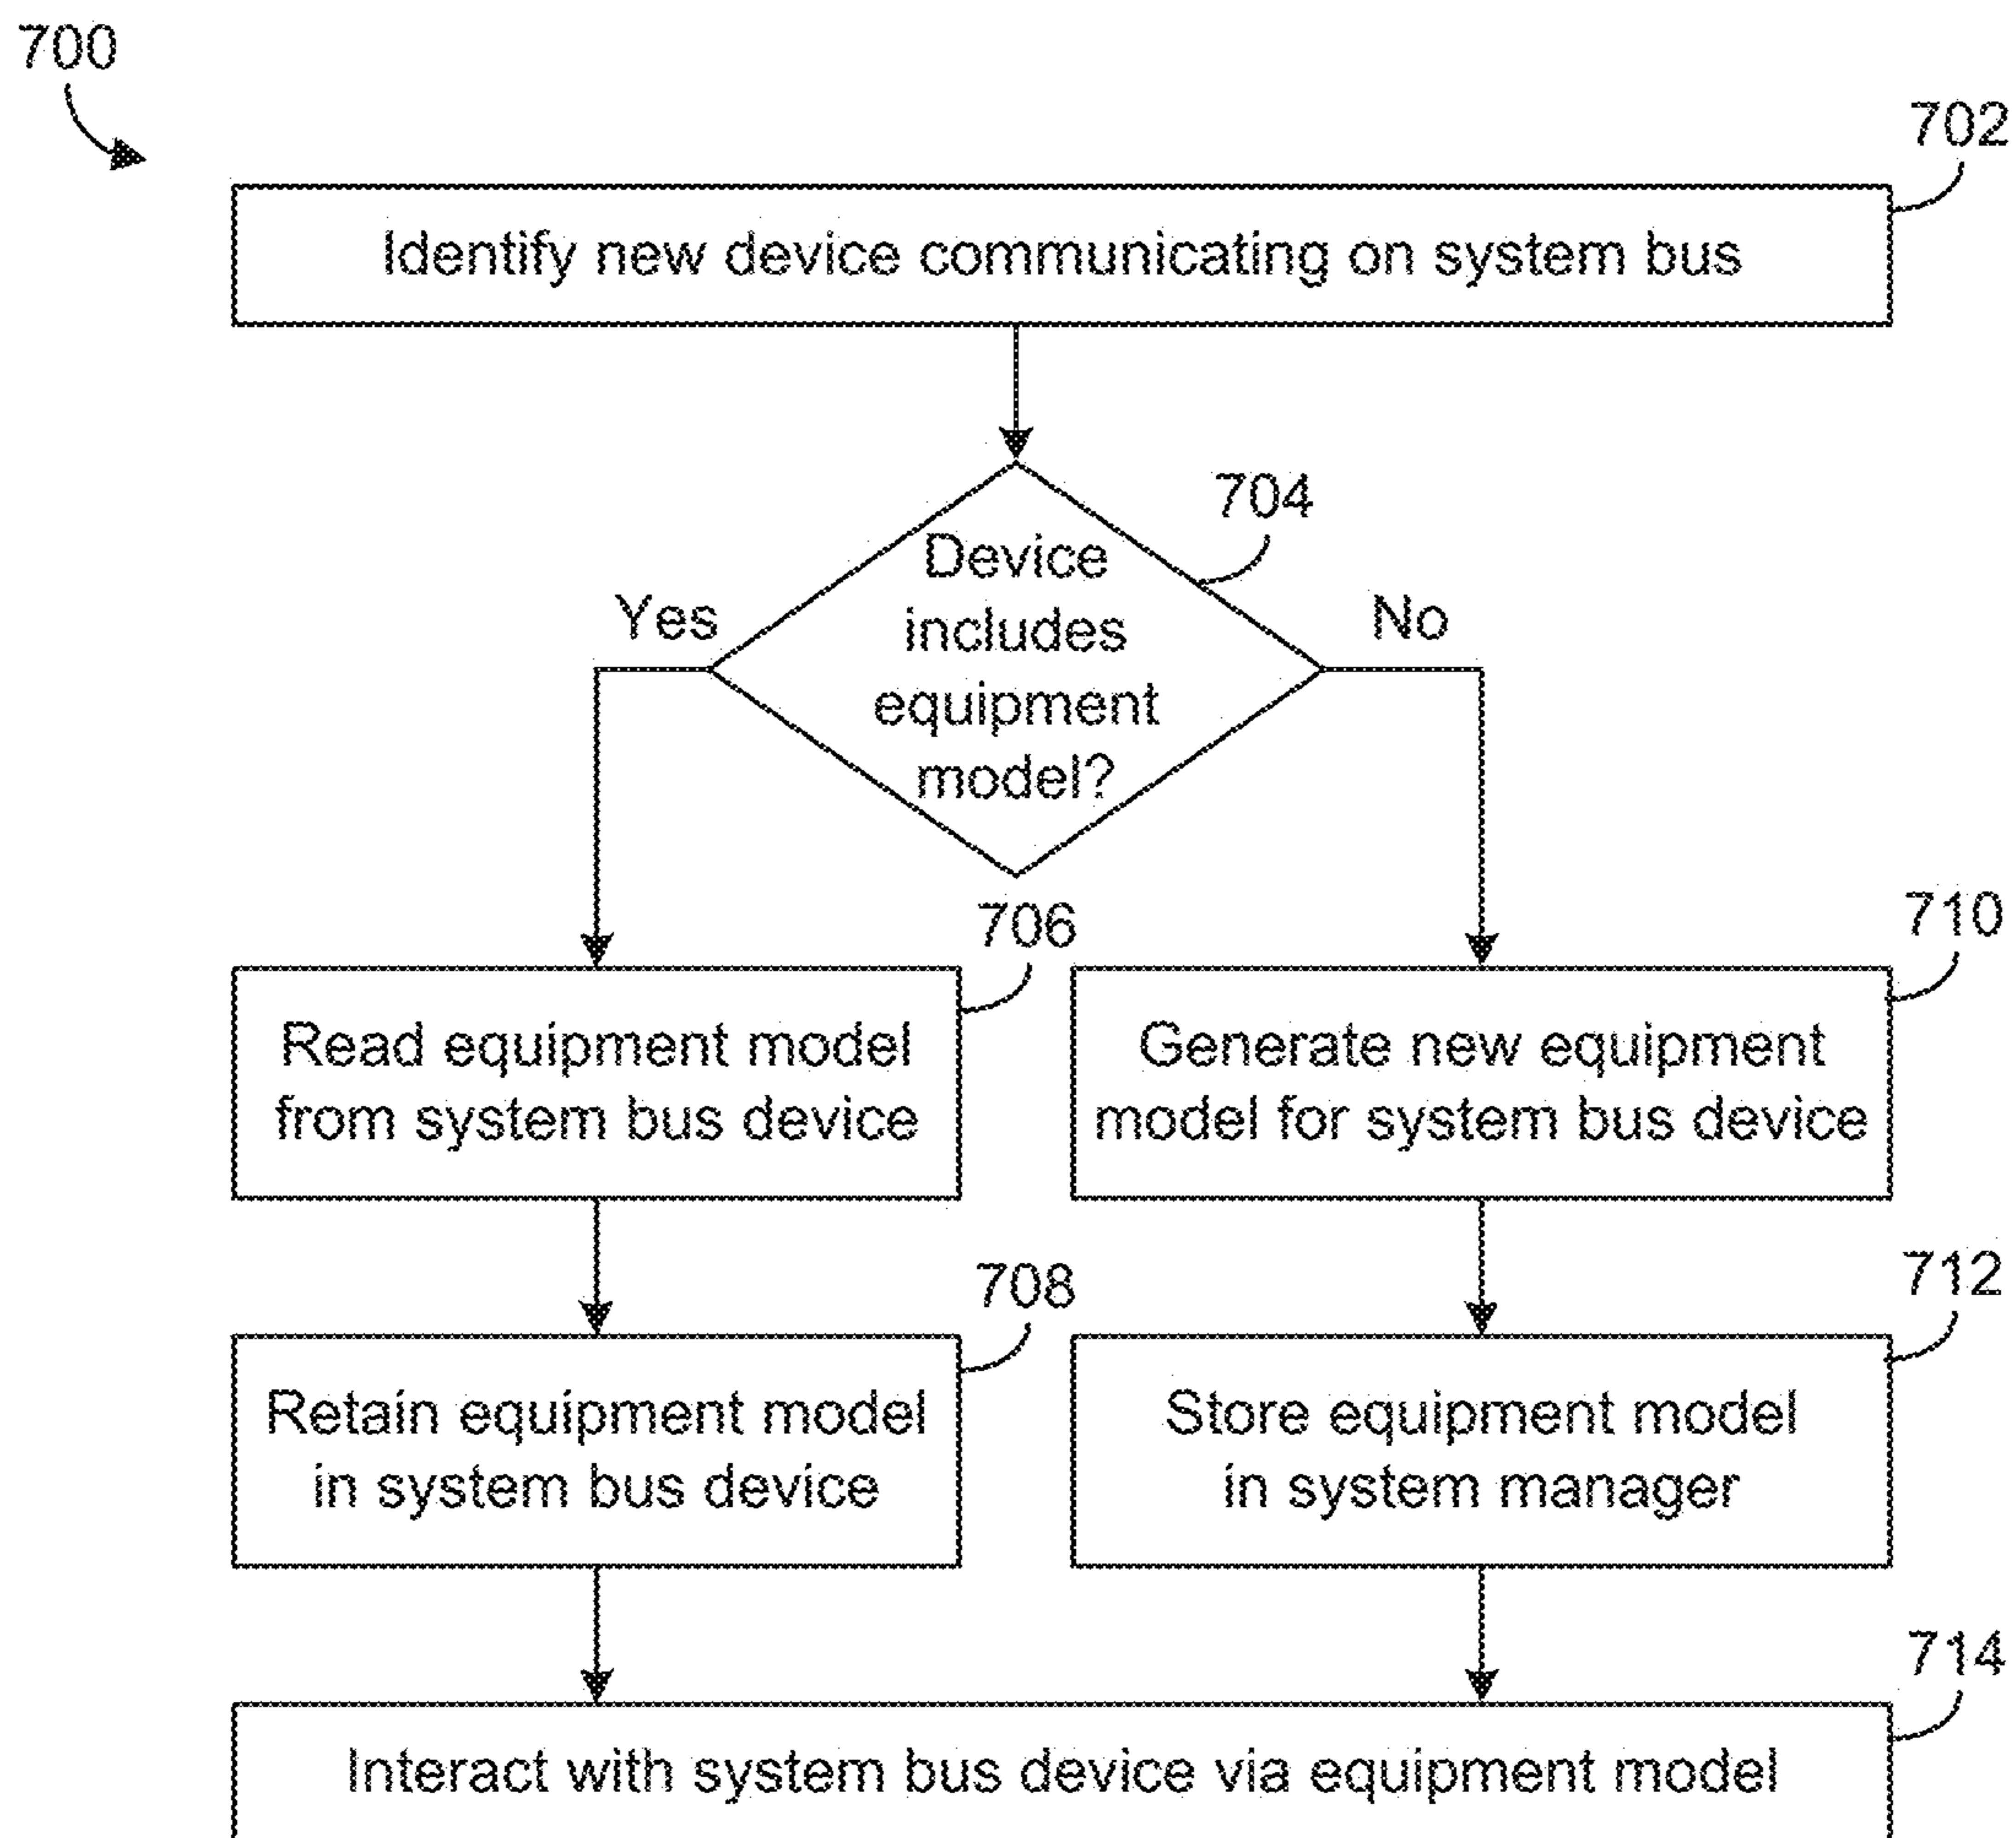 700
702
Identify new device communicating on system bus
704
Device
includes
equipment
model?
Yes
No
706
710
Read equipment model
from system bus device
Generate new equipment
model for system bus device
708
712
Retain equipment model
in system bus device
Store equipment model
in system manager
714
Interact with system bus device via equipment model